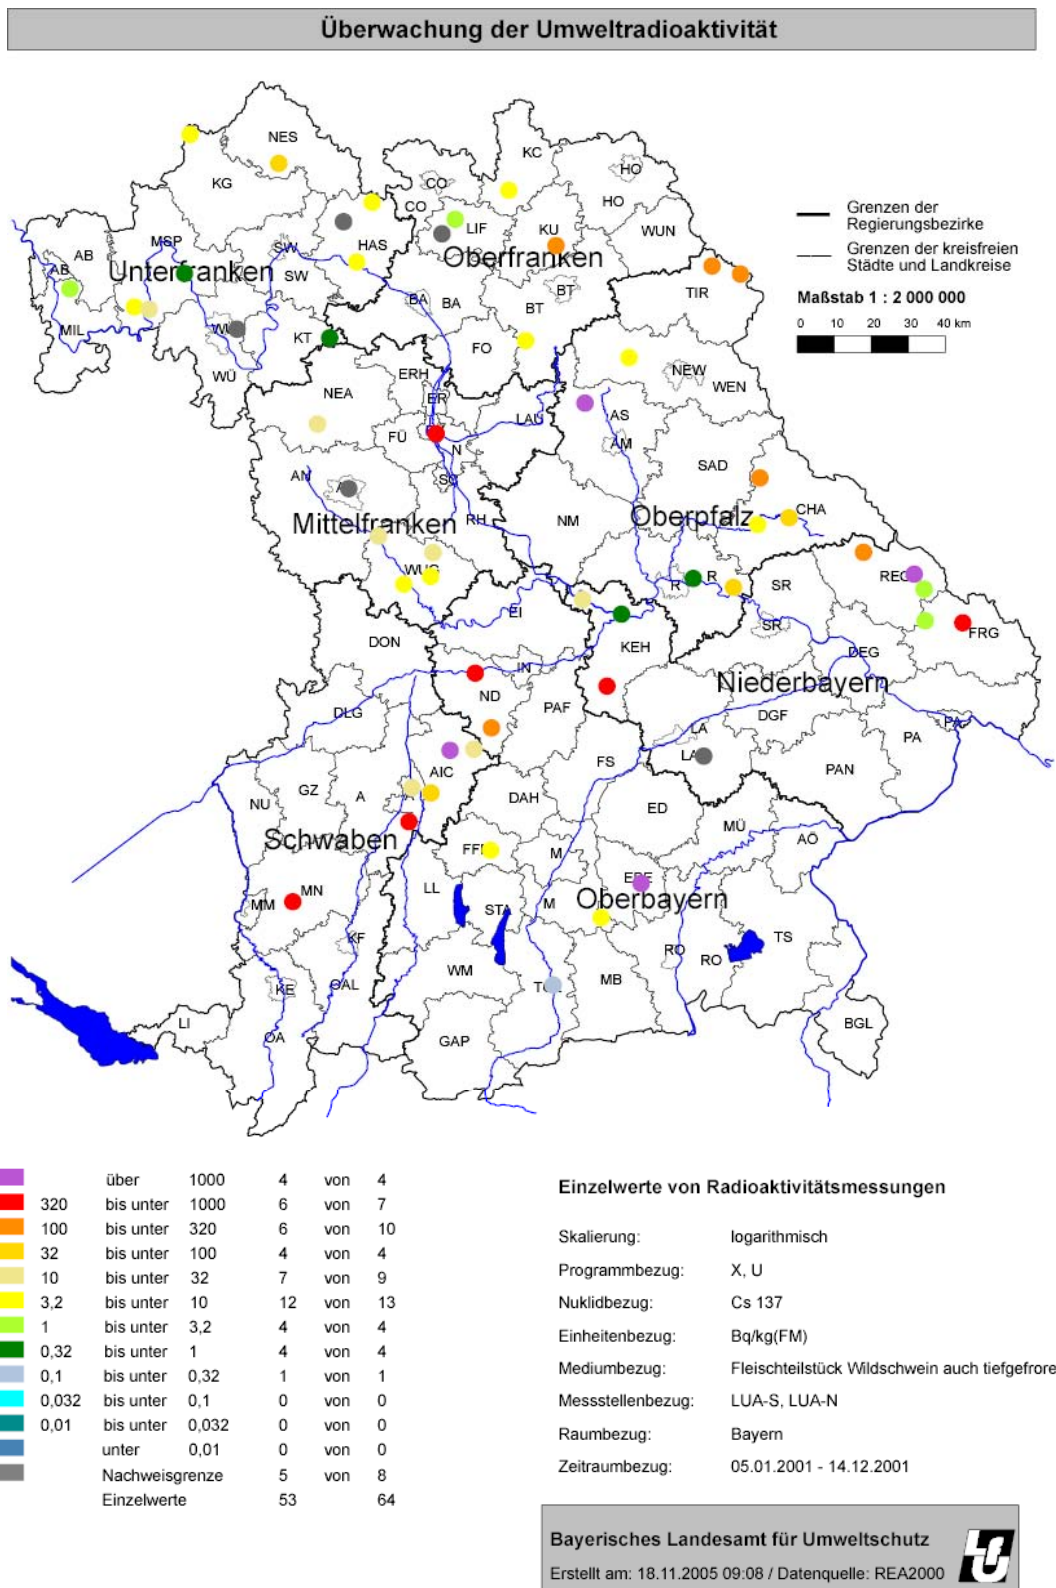 Überwachung der Umweltradioaktivität
NES
KC
KG
CO
HO
CO
HO
LIF
KU
WUN
MSP
HAS
SW
AB
AB
Unterfranken
Oberfranken
SW
TIR
BT
BA
BA
BT
MIL
KT
WÜ
FO
ERH
NEW
WEN
NEA
ER
LAU
AS
FÜ
N
AM
SAD
AN
SC
CHA
Mittelfranken
RH
NM
Oberpfalz
R
R
SR
REG
WUG
EI
SR
FRG
DON
KEH
DEG
IN
ND
Niederbayern
PAF
DLG
DGF
PA
LA
PA
LA
AIC
FS
PAN
GZ
A
NU
DAH
ED
MÜ
AÖ
Schwaben
FFB
M
EBE
LL
MN
MM
STA
M
Oberbayern
TS
KF
RO
RO
WM
MB
KE
OAL
TÖL
LI
OA
GAP
BGL
Grenzen der
Regierungsbezirke
Grenzen der kreisfreien
Städte und Landkreise
Maßstab 1 : 2 000 000
0 10 20 30 40 km
über 1000 4 von 4
320 bis unter 1000 6 von 7
100 bis unter 320 6 von 10
32 bis unter 100 4 von 4
10 bis unter 32 7 von 9
3,2 bis unter 10 12 von 13
1 bis unter 3,2 4 von 4
0,32 bis unter 1 4 von 4
0,1 bis unter 0,32 1 von 1
0,032 bis unter 0,1 0 von 0
0,01 bis unter 0,032 0 von 0
unter 0,01 0 von 0
Nachweisgrenze 5 von 8
Einzelwerte 53 64
Einzelwerte von Radioaktivitätsmessungen
Skalierung: logarithmisch
Programmbezug: X, U
Nuklidbezug: Cs 137
Einheitenbezug: Bq/kg(FM)
Mediumbezug: Fleischteilstück Wildschwein auch tiefgefrore
Messstellenbezug: LUA-S, LUA-N
Raumbezug: Bayern
Zeitraumbezug: 05.01.2001 - 14.12.2001
Bayerisches Landesamt für Umweltschutz
Erstellt am: 18.11.2005 09:08 / Datenquelle: REA2000